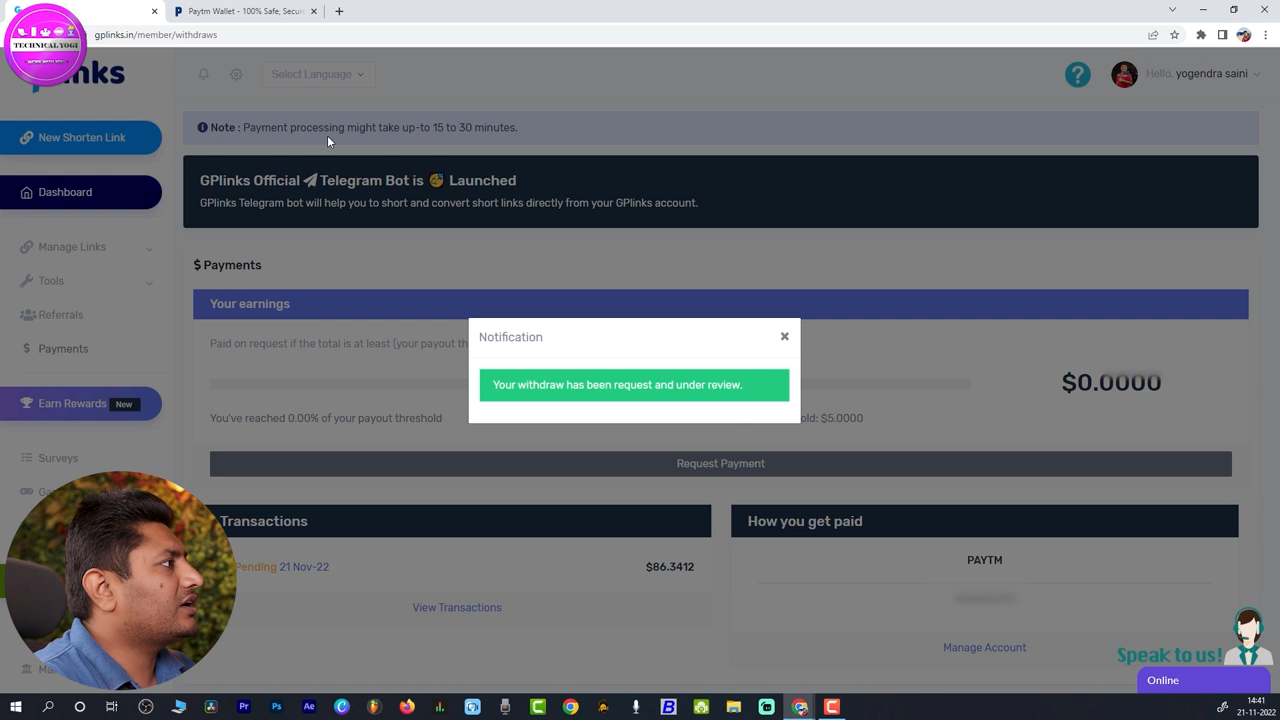 Paytm Wallet - 100% Safe, Secur
gplinks.in/member/withdraws
TECHNICAL YOGI
Select Language
Hello, yogendra saini
New Shorten Link
Note : Payment processing might take up-to 15 to 30 minutes.
Dashboard
GPlinks Official Telegram Bot is Launched
GPlinks Telegram bot will help you to short and convert short links directly from your GPlinks account.
Manage Links
Tools
Referrals
Payments
Earn Rewards New
Surveys
$ Payments
Your earnings
Paid on request if the total is at least (your payout th
$0.0000
You've reached 0.00% of your payout threshold
old: $5.0000
Request Payment
Notification
Your withdraw has been request and under review.
Transactions
Pending 21 Nov-22 $86.3412
View Transactions
How you get paid
PAYTM
Manage Account
Speak to us!
Online
14:41
21-11-2022